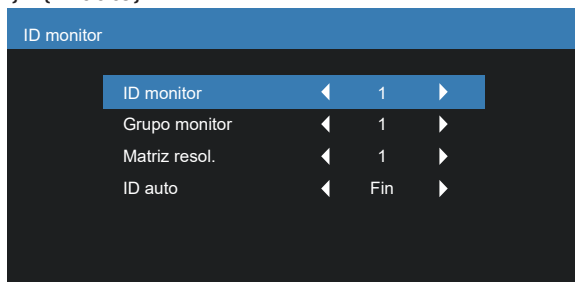 ID monitor
ID monitor 1
Grupo monitor 1
Matriz resol. 1
ID auto Fin